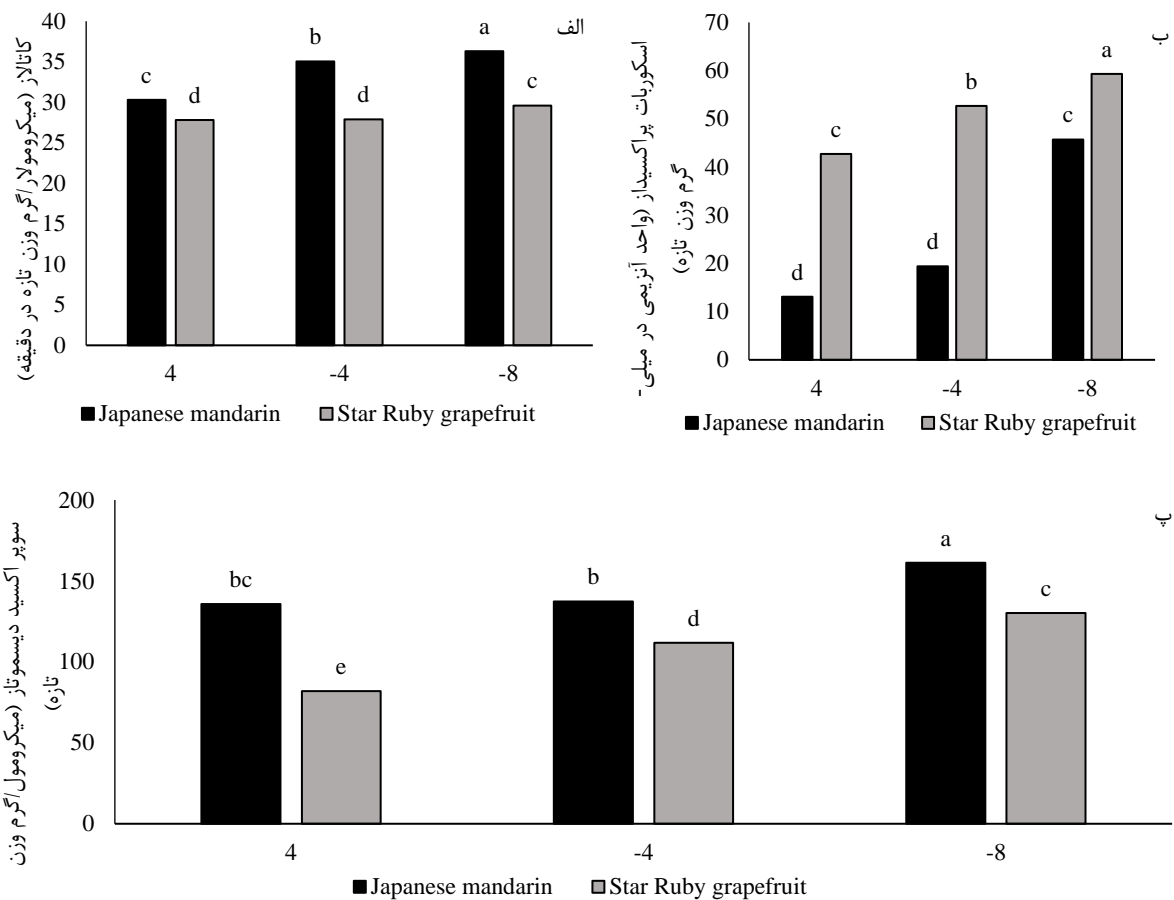 الف
کاتالاز (میکرومولار/گرم وزن تازه در دقیقه)
40
35
30
25
20
15
10
5
0
c
d
b
d
a
c
4
-4
-8
Japanese mandarin
Star Ruby grapefruit
ب
اسکوربات پراکسیداز (واحد آنزیمی در میلی-
گرم وزن تازه)
70
60
50
40
30
20
10
0
d
c
d
b
c
a
4
-4
-8
Japanese mandarin
Star Ruby grapefruit
پ
سوپر اکسید دیسموتاز (میکرومول/گرم وزن
تازه)
200
150
100
50
0
bc
e
b
d
a
c
4
-4
-8
Japanese mandarin
Star Ruby grapefruit